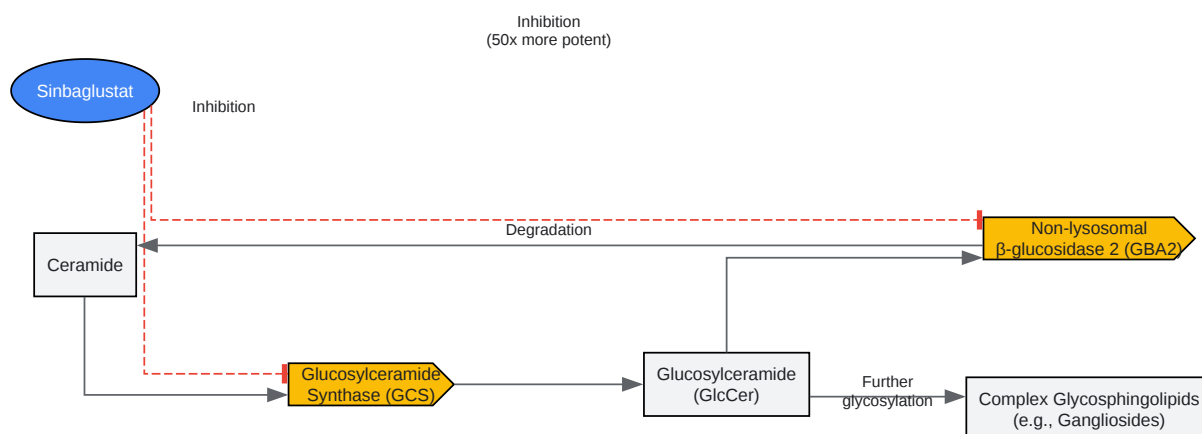 Inhibition
(50x more potent)
Sinbaglustat
Inhibition
Non-lysosomal
β-glucosidase 2 (GBA2)
Degradation
Ceramide
Glucosylceramide
Synthase (GCS)
Glucosylceramide
(GlcCer)
Further
glycosylation
Complex Glycosphingolipids
(e.g., Gangliosides)